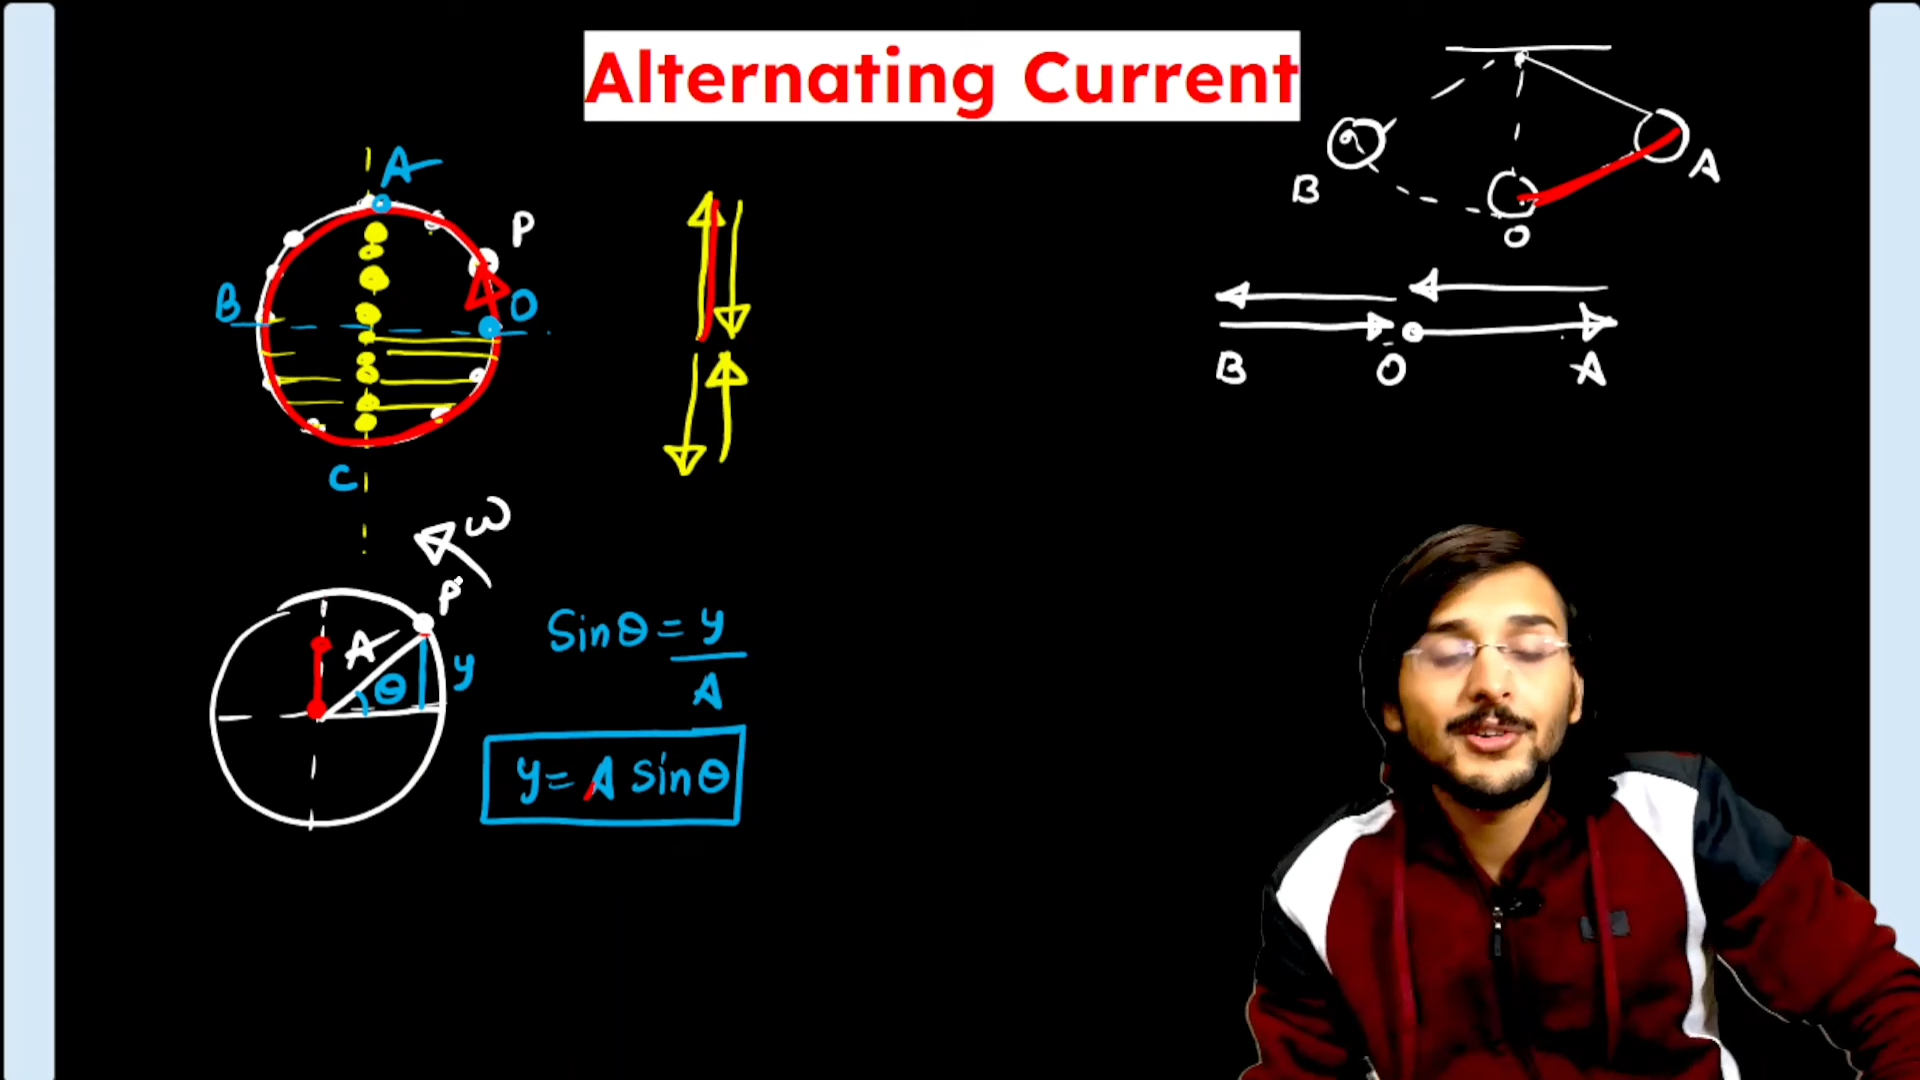 Alternating Current
A
P
B
O
C
B
A
O
B
O
A
ω
P
A
θ
y
Sinθ = y
A
y = A Sinθ